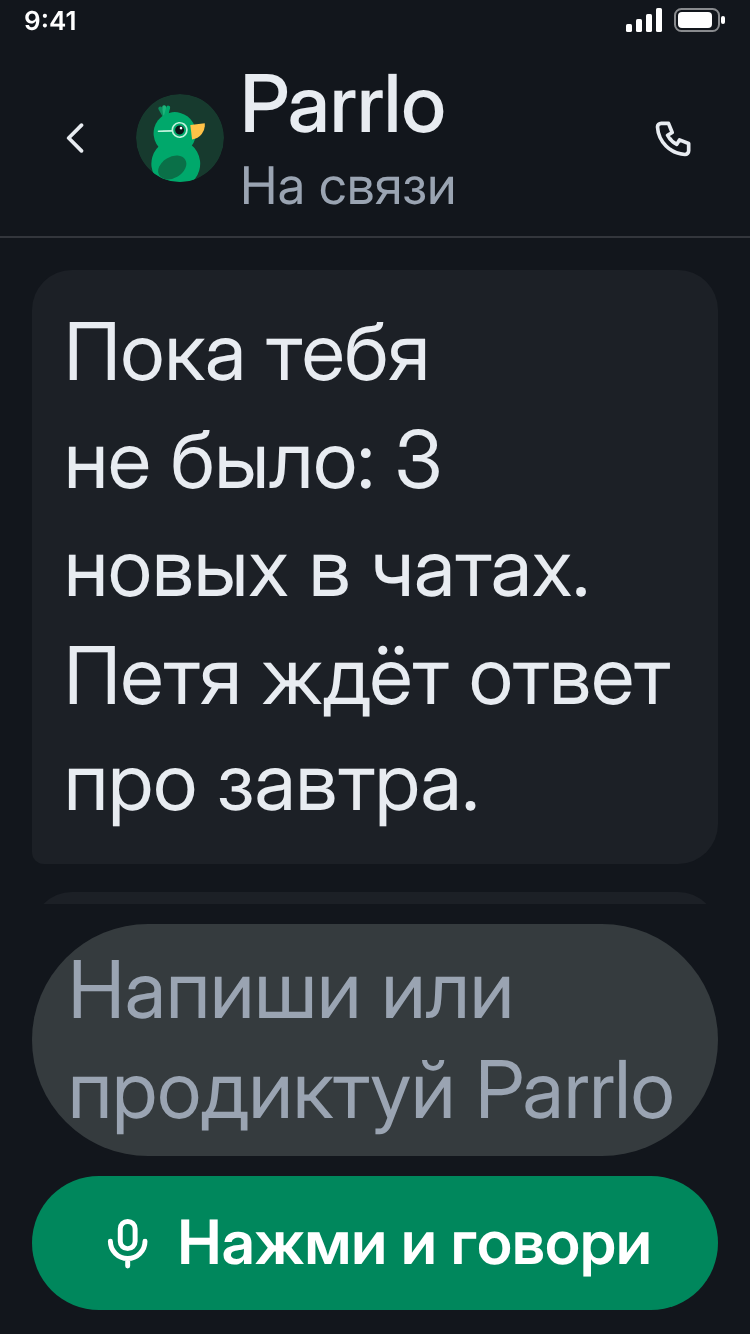 9:41
Parrlo
На связи
Пока тебя
не было: 3
новых в чатах.
Петя ждёт ответ
про завтра.
Напиши или
продиктуй Parrlo
Нажми и говори